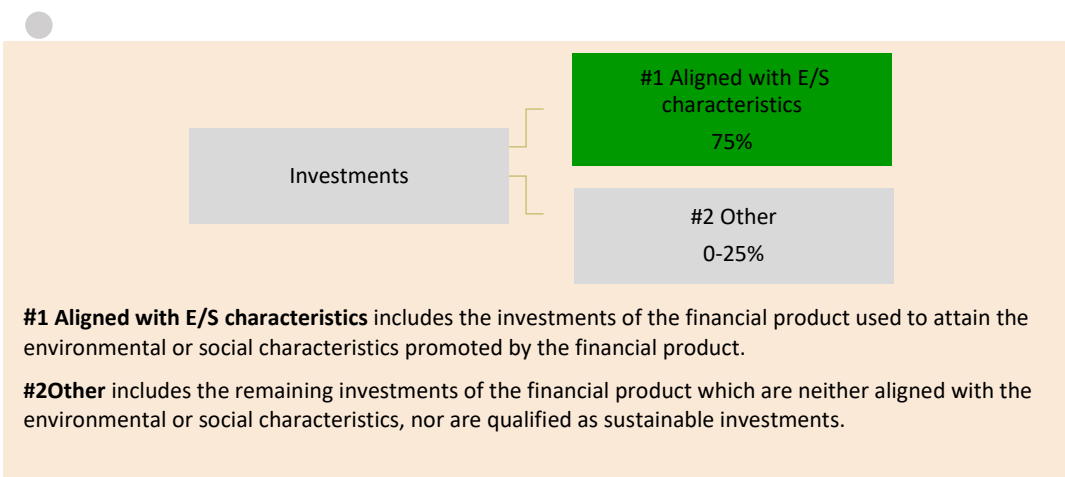 #1 Aligned with E/S
characteristics
75%
Investments
#2 Other
0-25%
#1 Aligned with E/S characteristics includes the investments of the financial product used to attain the
environmental or social characteristics promoted by the financial product.
#2Other includes the remaining investments of the financial product which are neither aligned with the
environmental or social characteristics, nor are qualified as sustainable investments.